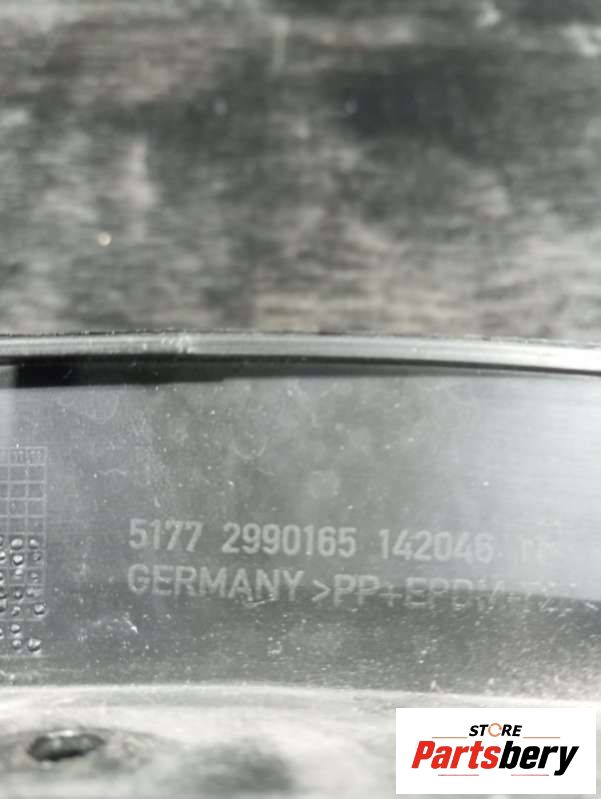 5177 2990165 142046
GERMANY >PP+EPDM
STORE
Partsbery